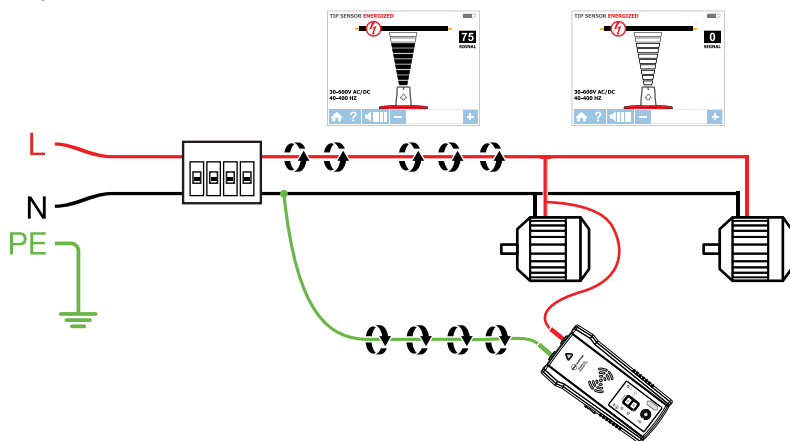 TIP SENSOR ENERGIZED
75
SIGNAL
30-600V AC/DC
40-400 HZ
?
TIP SENSOR ENERGIZED
0
SIGNAL
30-600V AC/DC
40-400 HZ
?
L
N
PE